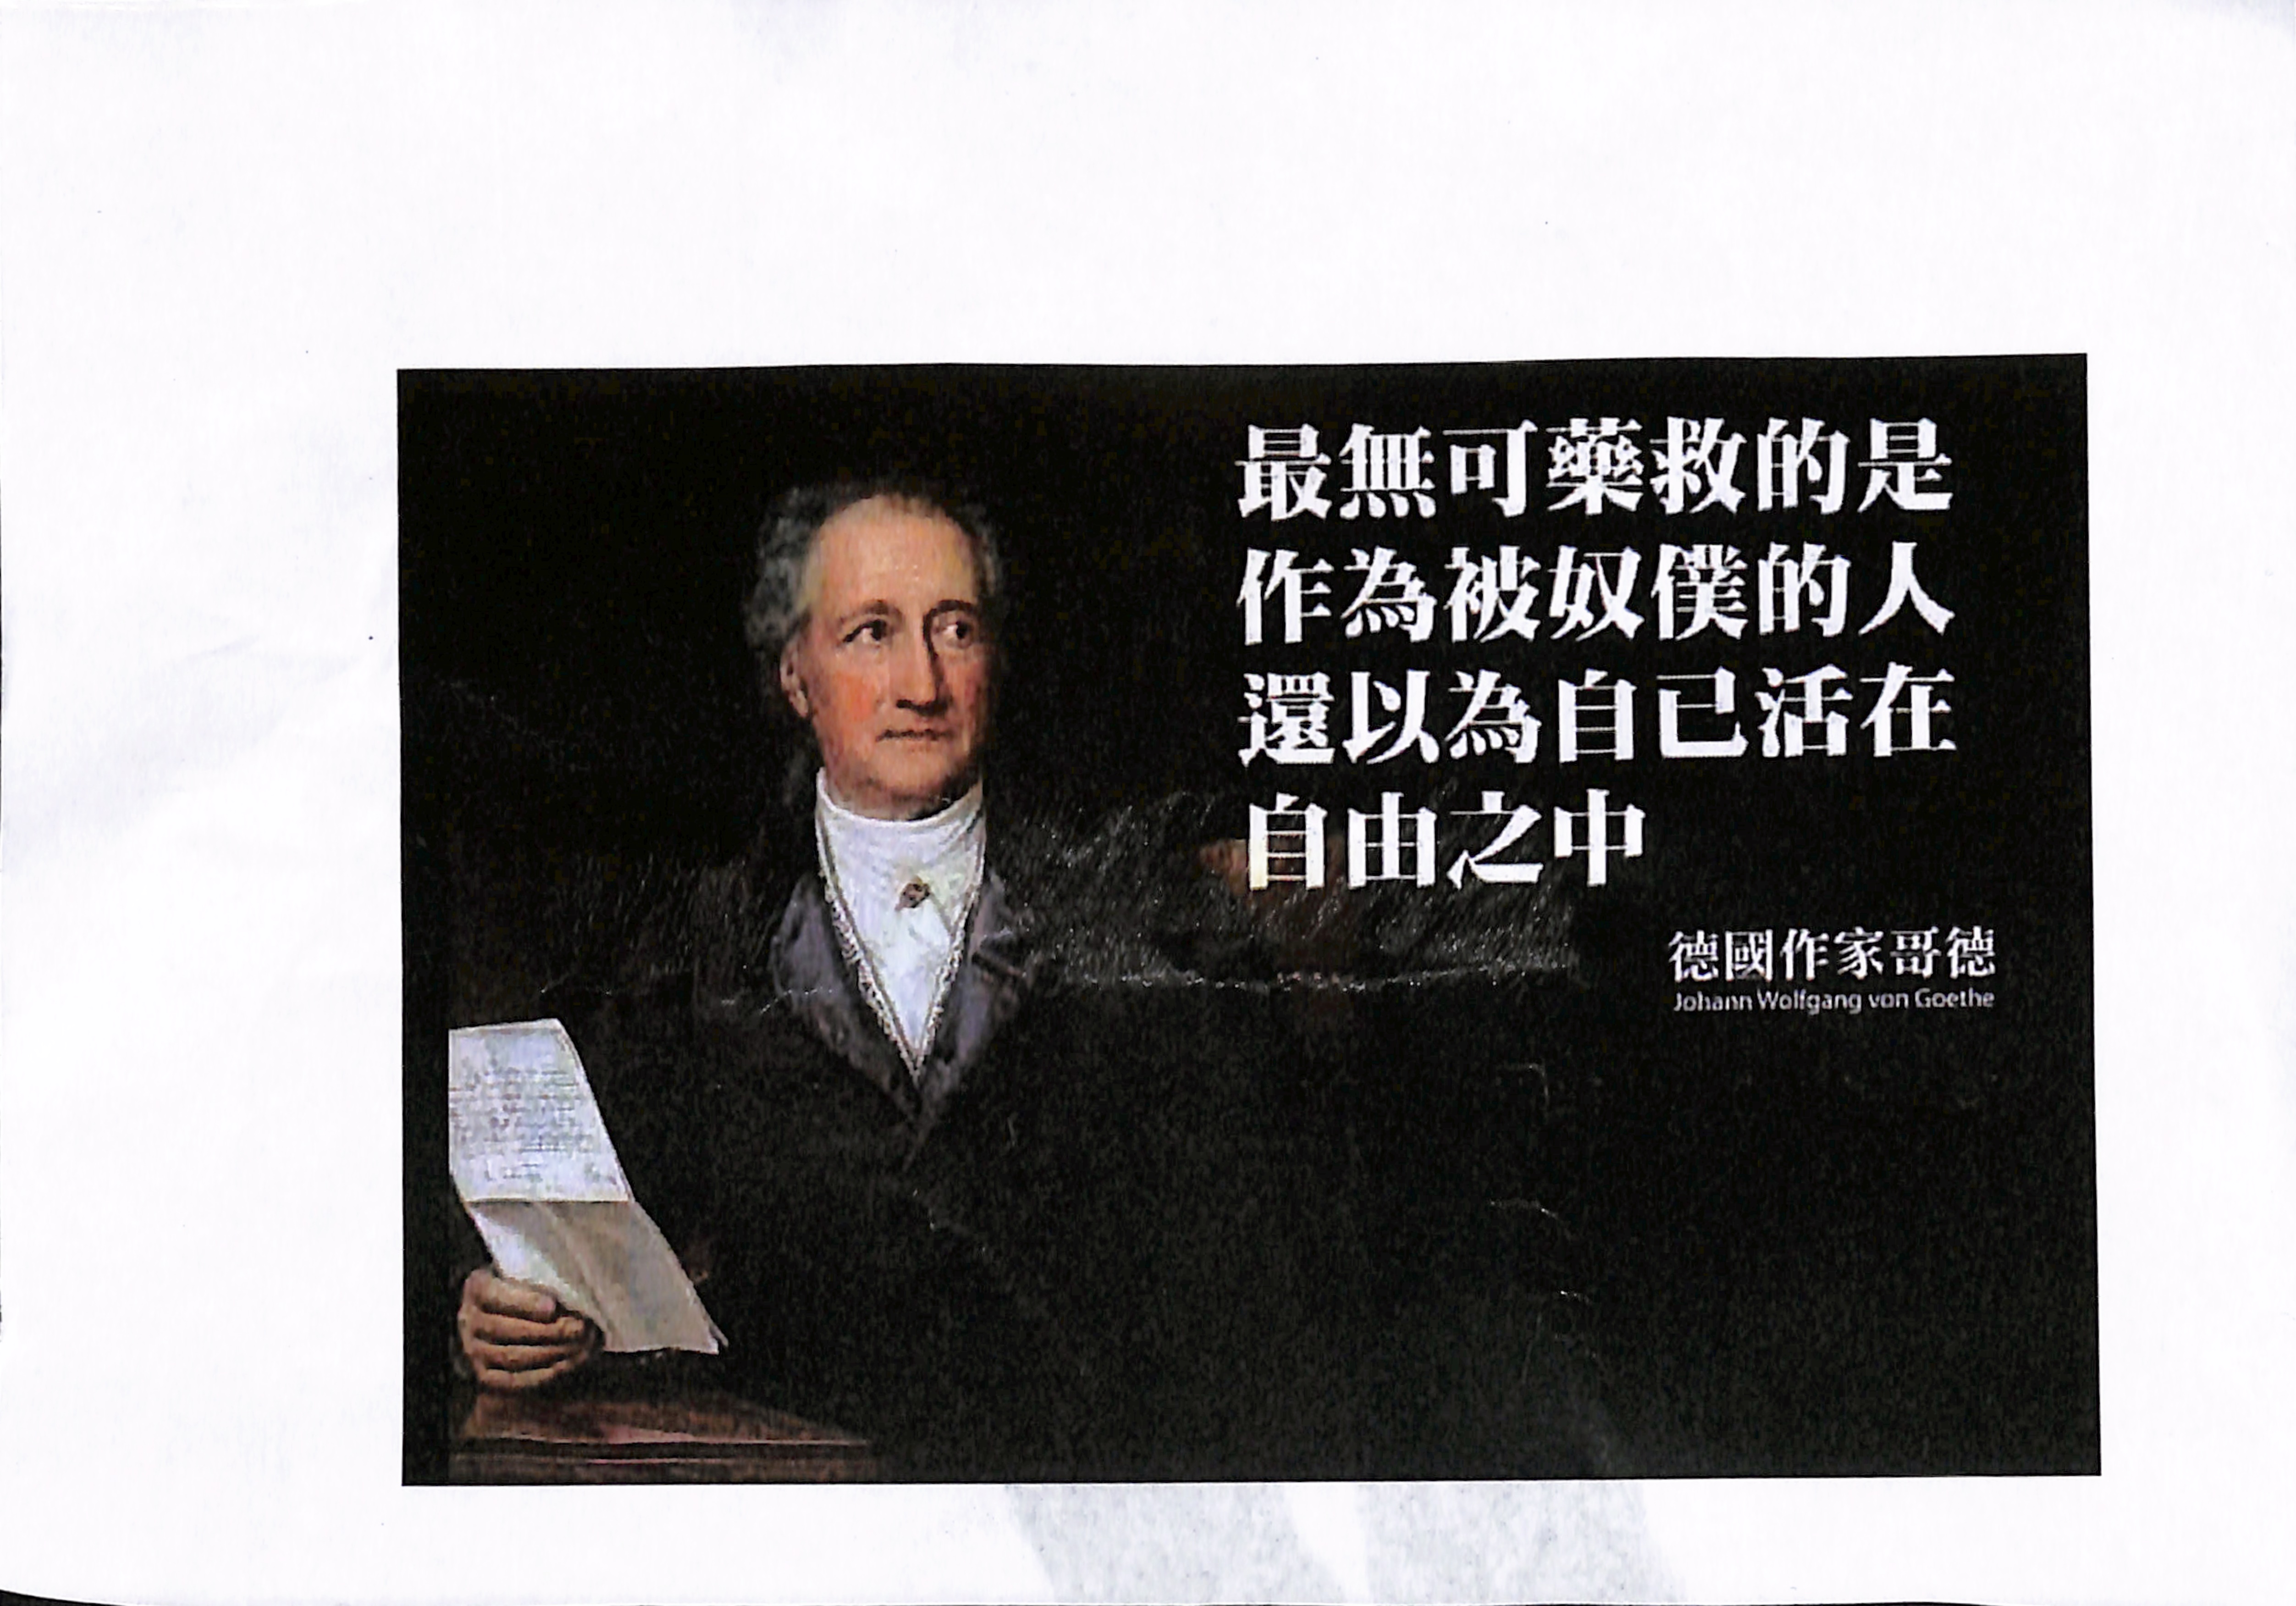 最無可藥救的是
作為被奴僕的人
還以為自已活在
自由之中
德國作家哥德
Johann Wolfgang von Goethe